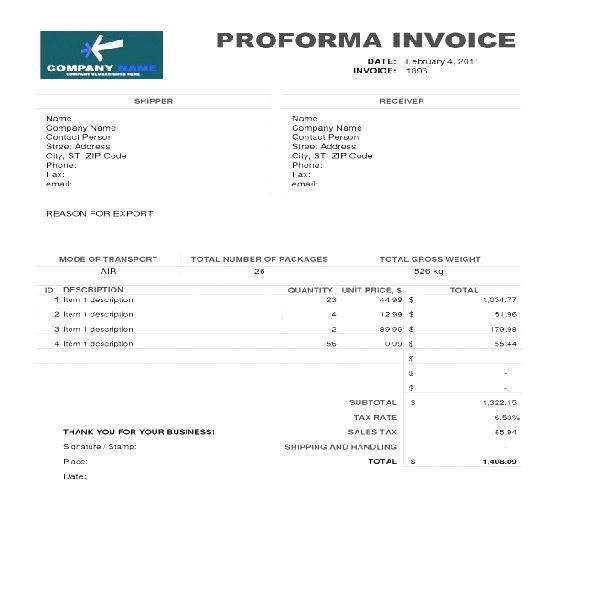 COMPANY NAME
PROFORMA INVOICE
DATE: February 4, 2011
INVOICE: 1895
SHIPPER RECEIVER
Name Name
Company Name Company Name
Contact Person Contact Person
Street Address Street Address
City, ST ZIP Code City, ST ZIP Code
Phone: Phone:
Fax: Fax:
email: email:
REASON FOR EXPORT
MODE OF TRANSPORT TOTAL NUMBER OF PACKAGES TOTAL GROSS WEIGHT
AIR 26 526 kg
ID DESCRIPTION QUANTITY UNIT PRICE, $ TOTAL
1 Item 1 description 23 44.99 $ 1,034.77
2 Item 1 description 4 12.99 $ 51.96
3 Item 1 description 2 89.99 $ 179.98
4 Item 1 description 56 0.99 $ 55.44
$
$ -
$ -
SUBTOTAL $ 1,322.15
TAX RATE 6.50%
THANK YOU FOR YOUR BUSINESS! SALES TAX 85.94
Signature / Stamp: SHIPPING AND HANDLING -
Place: TOTAL $ 1,408.09
Date: